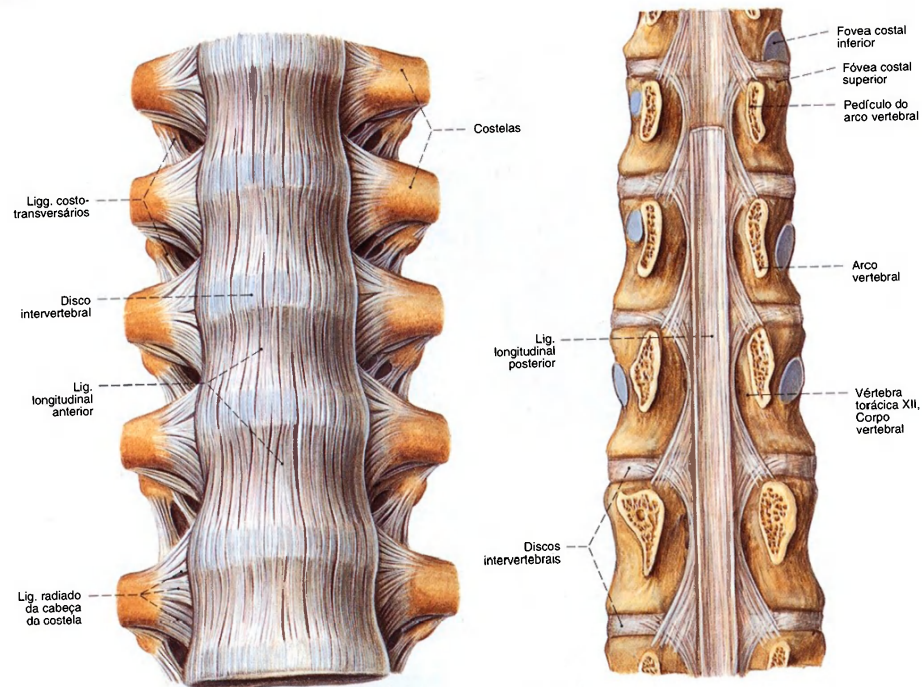 Costelas
Ligg. costo-
transversários
Disco
intervertebral
Lig.
longitudinal
anterior
Lig. radiado
da cabeça
da costela
Fovea costal
inferior
Fóvea costal
superior
Pedículo do
arco vertebral
Arco
vertebral
Lig.
longitudinal
posterior
Vértebra
torácica XII,
Corpo
vertebral
Discos
intervertebrais